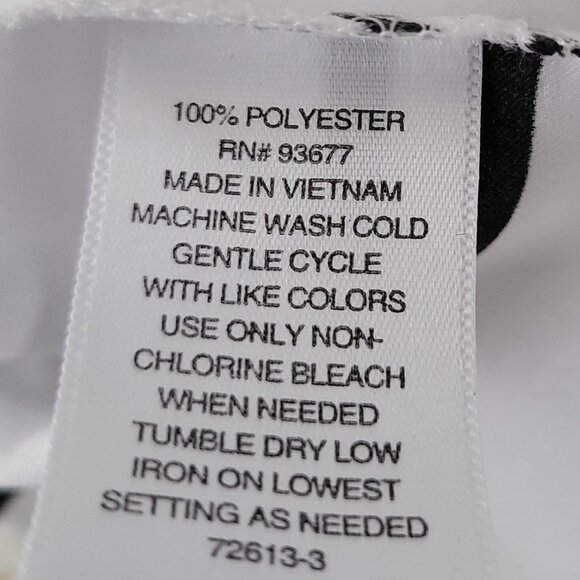 100% POLYESTER
RN# 93677
MADE IN VIETNAM
MACHINE WASH COLD
GENTLE CYCLE
WITH LIKE COLORS
USE ONLY NON-
CHLORINE BLEACH
WHEN NEEDED
TUMBLE DRY LOW
IRON ON LOWEST
SETTING AS NEEDED
72613-3